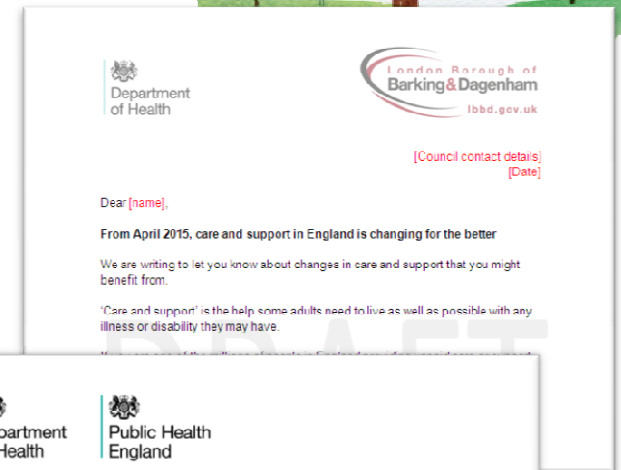 Department
of Health
London Borough of
Barking & Dagenham
lbbd.gov.uk
[Council contact details]
[Date]
Dear [name],
From April 2015, care and support in England is changing for the better
We are writing to let you know about changes in care and support that you might
benefit from.
'Care and support' is the help some adults need to live as well as possible with any
illness or disability they may have.
DRAFT
partment
Health
Public Health
England